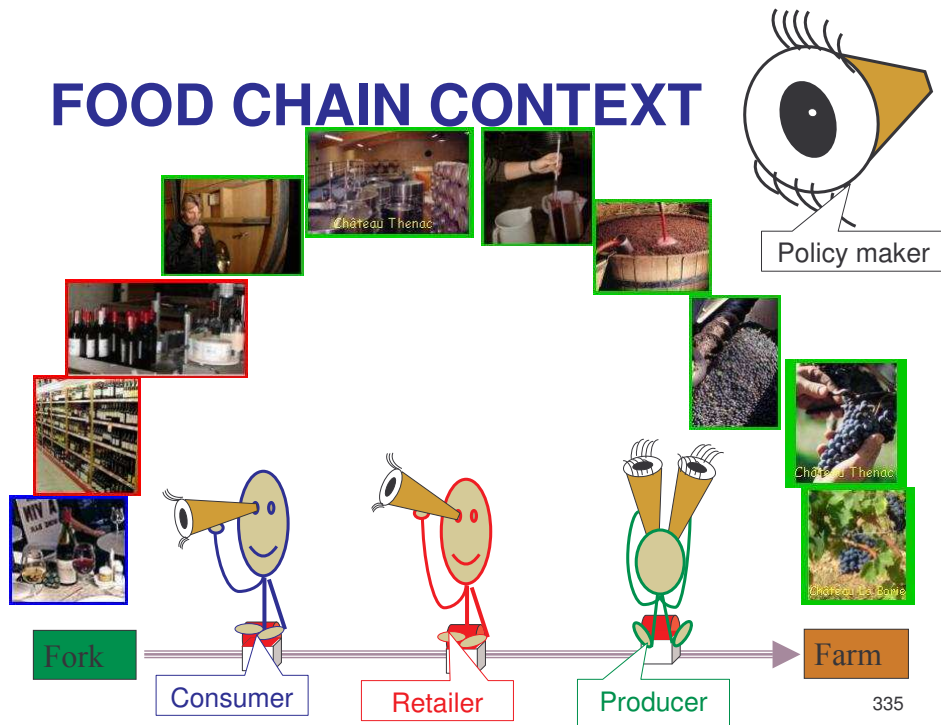 FOOD CHAIN CONTEXT
Château Thenac
Policy maker
Château Thenac
Château La Borie
Fork
Farm
Consumer
Retailer
Producer
335